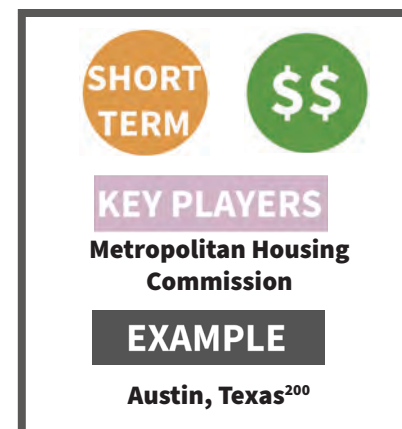 SHORT
TERM
$$
KEY PLAYERS
Metropolitan Housing
Commission
EXAMPLE
Austin, Texas200